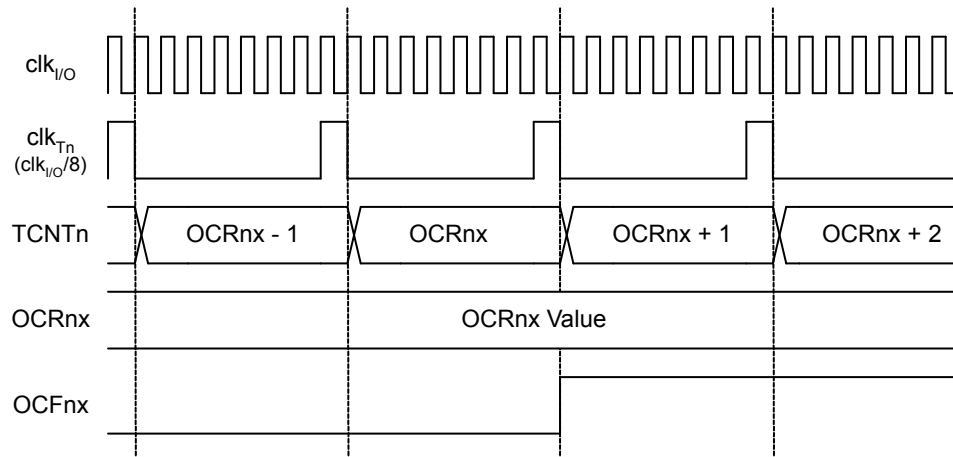 clkI/O
clkTn
(clkI/O/8)
TCNTn
OCRnx - 1
OCRnx
OCRnx + 1
OCRnx + 2
OCRnx
OCRnx Value
OCFnx